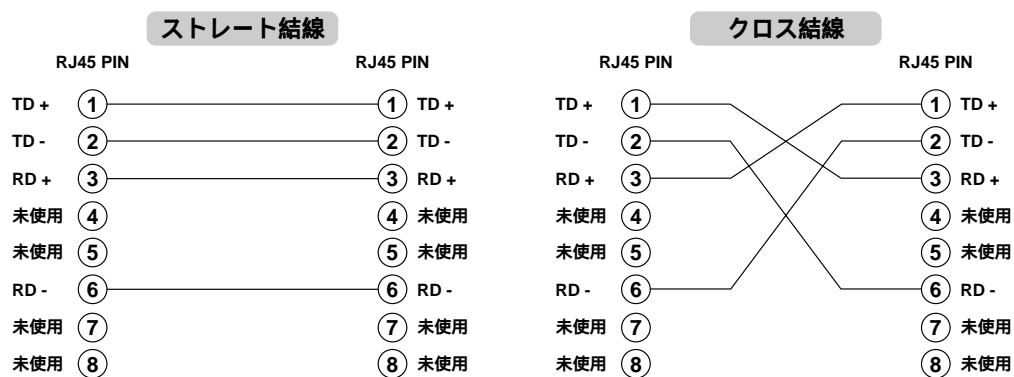 ストレート結線
RJ45 PIN RJ45 PIN
TD + 1 1 TD +
TD - 2 2 TD -
RD + 3 3 RD +
未使用 4 4 未使用
未使用 5 5 未使用
RD - 6 6 RD -
未使用 7 7 未使用
未使用 8 8 未使用
クロス結線
RJ45 PIN RJ45 PIN
TD + 1 1 TD +
TD - 2 2 TD -
RD + 3 3 RD +
未使用 4 4 未使用
未使用 5 5 未使用
RD - 6 6 RD -
未使用 7 7 未使用
未使用 8 8 未使用